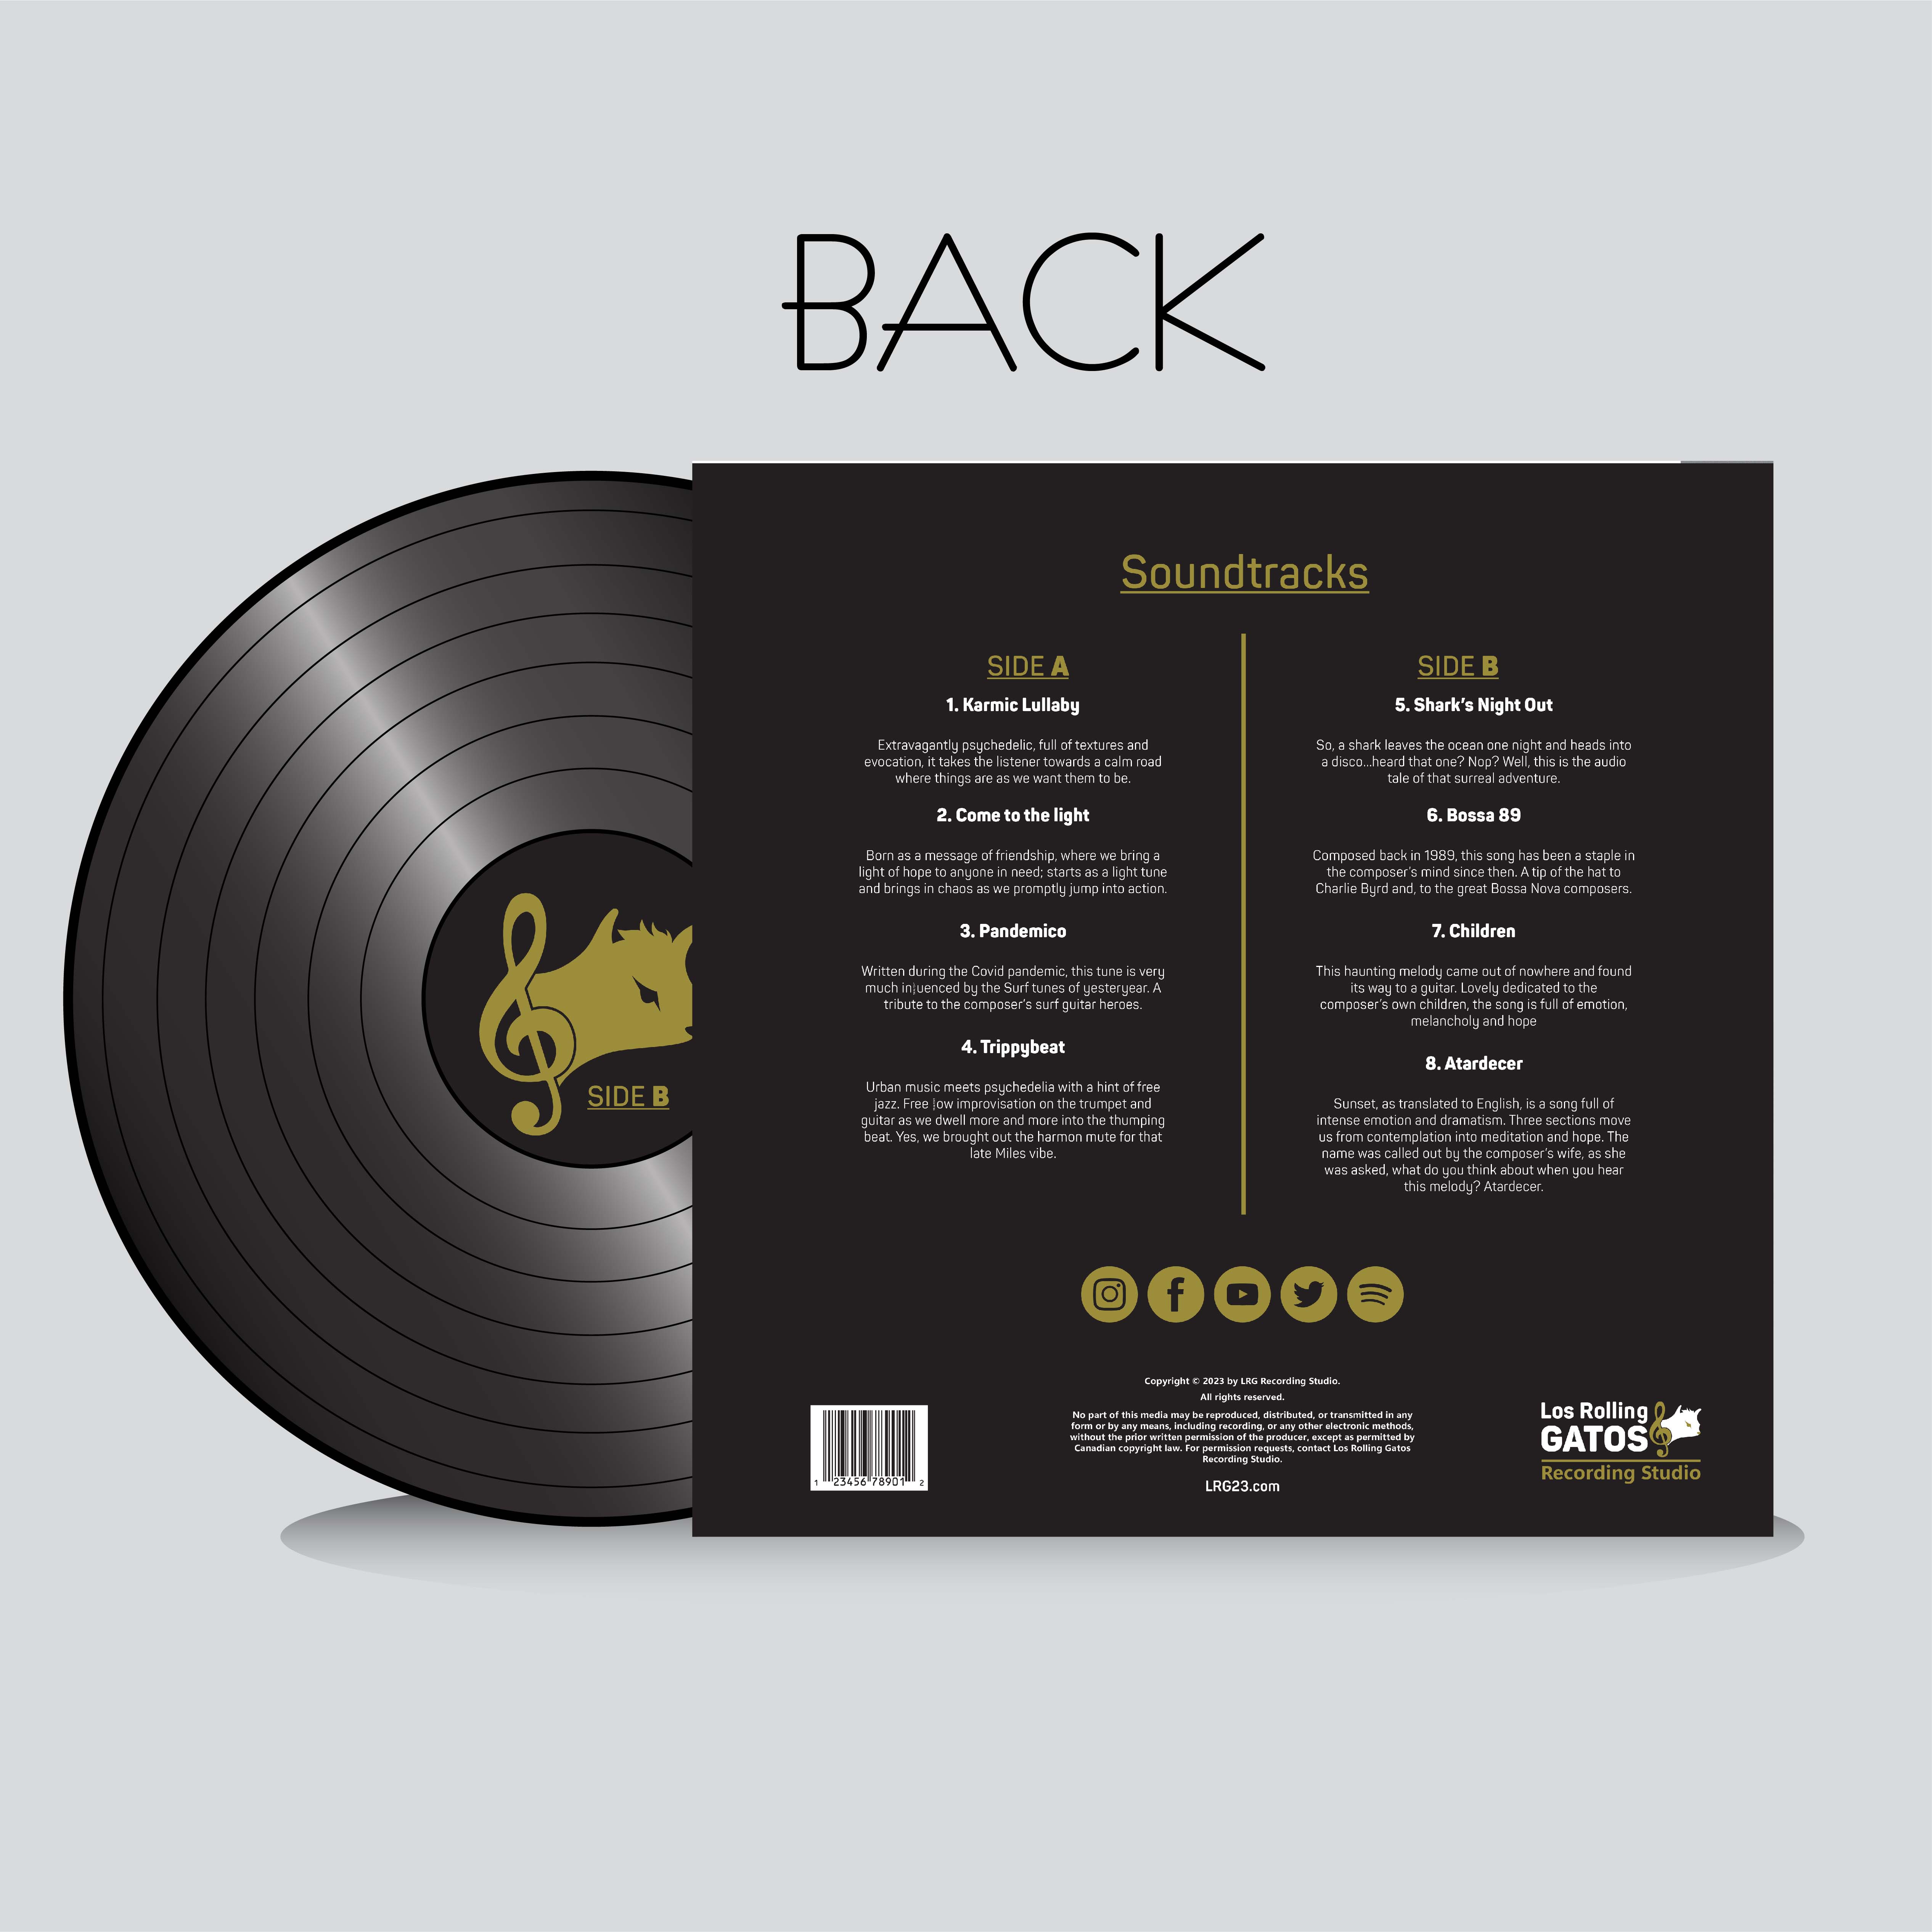 BACK
Soundtracks
SIDE A
1. Karmic Lullaby
Extravagantly psychedelic, full of textures and
evocation, it takes the listener towards a calm road
where things are as we want them to be.
2. Come to the light
Born as a message of friendship, where we bring a
light of hope to anyone in need; starts as a light tune
and brings in chaos as we promptly jump into action.
3. Pandemico
Written during the Covid pandemic, this tune is very
much in¦uenced by the Surf tunes of yesteryear. A
tribute to the composer's surf guitar heroes.
4. Trippybeat
Urban music meets psychedelia with a hint of free
jazz. Free ¦ow improvisation on the trumpet and
guitar as we dwell more and more into the thumping
beat. Yes, we brought out the harmon mute for that
late Miles vibe.
SIDE B
5. Shark's Night Out
So, a shark leaves the ocean one night and heads into
a disco...heard that one? Nop? Well, this is the audio
tale of that surreal adventure.
6. Bossa 89
Composed back in 1989, this song has been a staple in
the composer's mind since then. A tip of the hat to
Charlie Byrd and, to the great Bossa Nova composers.
7. Children
This haunting melody came out of nowhere and found
its way to a guitar. Lovely dedicated to the
composer's own children, the song is full of emotion,
melancholy and hope
8. Atardecer
Sunset, as translated to English, is a song full of
intense emotion and dramatism. Three sections move
us from contemplation into meditation and hope. The
name was called out by the composer's wife, as she
was asked, what do you think about when you hear
this melody? Atardecer.
SIDE B
Copyright © 2023 by LRG Recording Studio.
All rights reserved.
No part of this media may be reproduced, distributed, or transmitted in any
form or by any means, including recording, or any other electronic methods,
without the prior written permission of the producer, except as permitted by
Canadian copyright law. For permission requests, contact Los Rolling Gatos
Recording Studio.
LRG23.com
1 23456 78901 2
Los Rolling
GATOS
Recording Studio